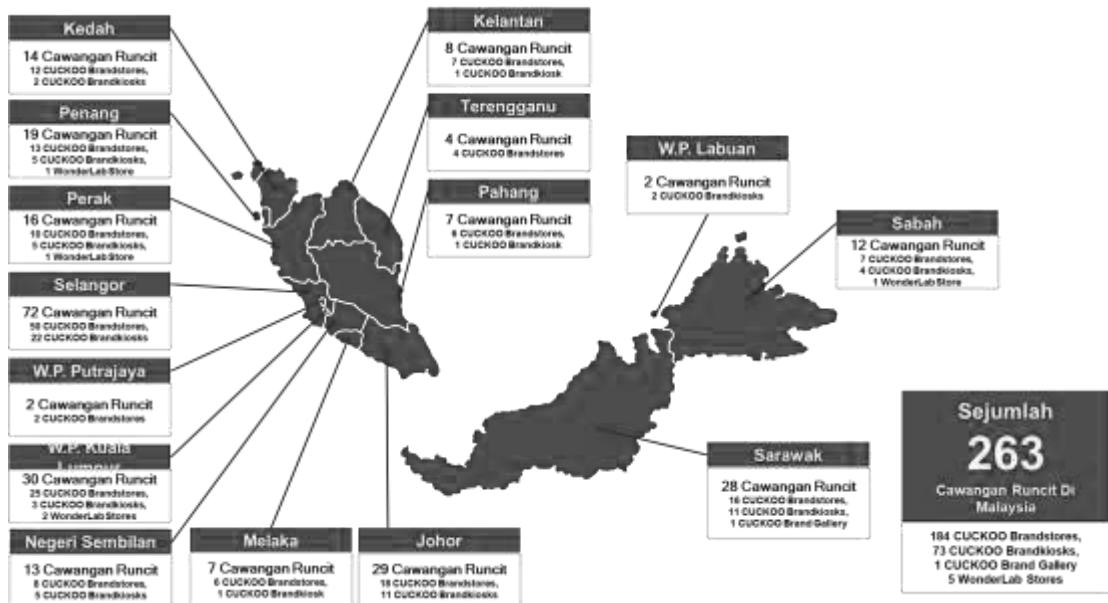 Kedah
14 Cawangan Runcit
12 CUCKOO Brandstores,
2 CUCKOO Brandkiosks
Penang
19 Cawangan Runcit
13 CUCKOO Brandstores,
5 CUCKOO Brandkiosks,
1 WonderLab Store
Perak
16 Cawangan Runcit
10 CUCKOO Brandstores,
5 CUCKOO Brandkiosks,
1 WonderLab Store
Selangor
72 Cawangan Runcit
50 CUCKOO Brandstores,
22 CUCKOO Brandkiosks
W.P. Putrajaya
2 Cawangan Runcit
2 CUCKOO Brandstores
W.P. Kuala
Lumpur
30 Cawangan Runcit
25 CUCKOO Brandstores,
3 CUCKOO Brandkiosks,
2 WonderLab Stores
Negeri Sembilan
13 Cawangan Runcit
8 CUCKOO Brandstores,
5 CUCKOO Brandkiosks
Melaka
7 Cawangan Runcit
6 CUCKOO Brandstores,
1 CUCKOO Brandkiosk
Johor
29 Cawangan Runcit
18 CUCKOO Brandstores,
11 CUCKOO Brandkiosks
Kelantan
8 Cawangan Runcit
7 CUCKOO Brandstores,
1 CUCKOO Brandkiosk
Terengganu
4 Cawangan Runcit
4 CUCKOO Brandstores
Pahang
7 Cawangan Runcit
6 CUCKOO Brandstores,
1 CUCKOO Brandkiosk
W.P. Labuan
2 Cawangan Runcit
2 CUCKOO Brandkiosks
Sabah
12 Cawangan Runcit
7 CUCKOO Brandstores,
4 CUCKOO Brandkiosks,
1 WonderLab Store
Sarawak
28 Cawangan Runcit
16 CUCKOO Brandstores,
11 CUCKOO Brandkiosks,
1 CUCKOO Brand Gallery
Sejumlah
263
Cawangan Runcit Di
Malaysia
184 CUCKOO Brandstores,
73 CUCKOO Brandkiosks,
1 CUCKOO Brand Gallery
5 WonderLab Stores